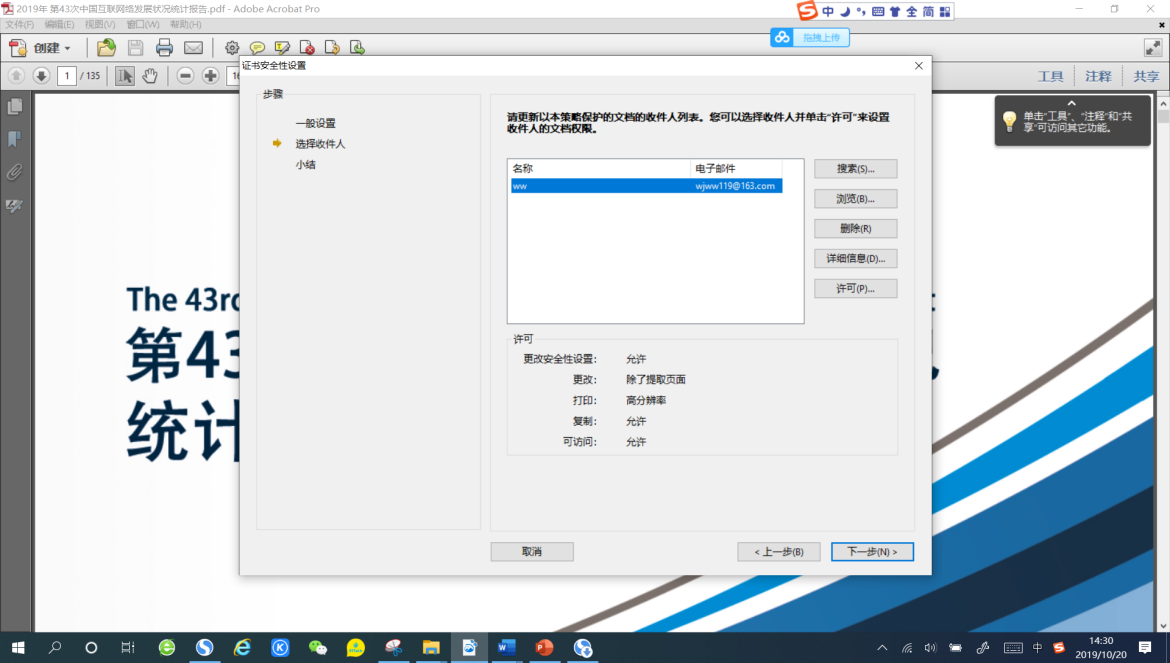 2019年 第43次中国互联网络发展状况统计报告.pdf - Adobe Acrobat Pro
中 全 简
文件(F) 编辑(E) 视图(V) 窗口(W) 帮助(H)
拖拽上传
创建
1 / 135
工具 注释 共享
证书安全性设置
步骤
一般设置
选择收件人
小结
请更新以本策略保护的文档的收件人列表。您可以选择收件人并单击"许可"来设置
收件人的文档权限。
名称 电子邮件
ww wjww119@163.com
搜索(S)...
浏览(B)...
删除(R)
详细信息(D)...
许可(P)...
许可
更改安全性设置： 允许
更改： 除了提取页面
打印： 高分辨率
复制： 允许
可访问： 允许
取消 < 上一步(B) 下一步(N) >
单击"工具"、"注释"和"共
享"可访问其它功能。
The 43r
第43
统计
中
14:30
2019/10/20